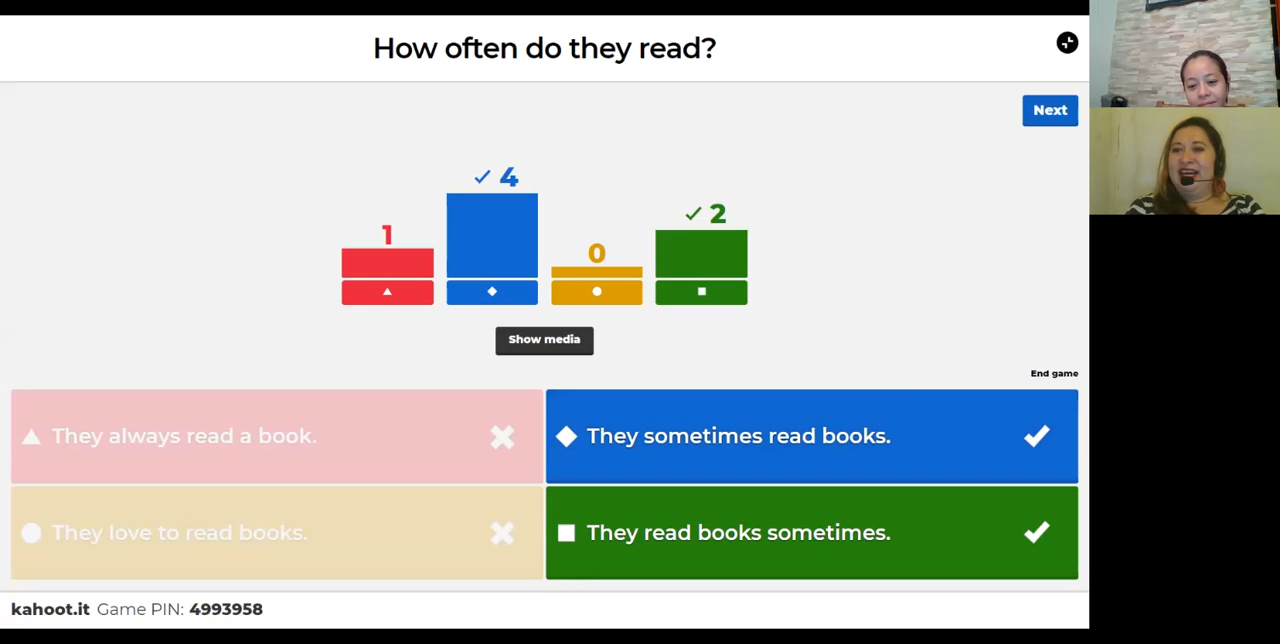 How often do they read?
Next
4
2
1
0
Show media
End game
They always read a book.
They sometimes read books.
They love to read books.
They read books sometimes.
kahoot.it Game PIN: 4993958